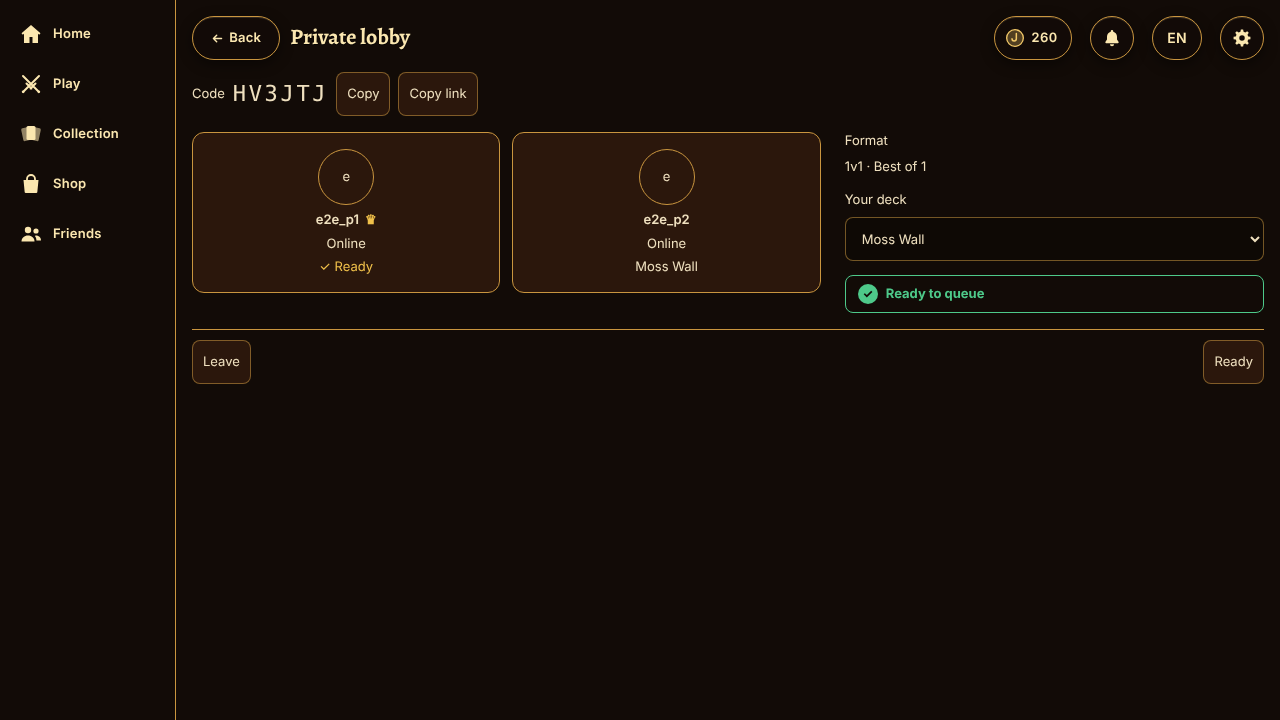 Home
Play
Collection
Shop
Friends
← Back
Private lobby
J 260
EN
Code HV3JTJ Copy Copy link
e
e2e_p1 ♛
Online
✓ Ready
e
e2e_p2
Online
Moss Wall
Format
1v1 · Best of 1
Your deck
Moss Wall
Ready to queue
Leave
Ready